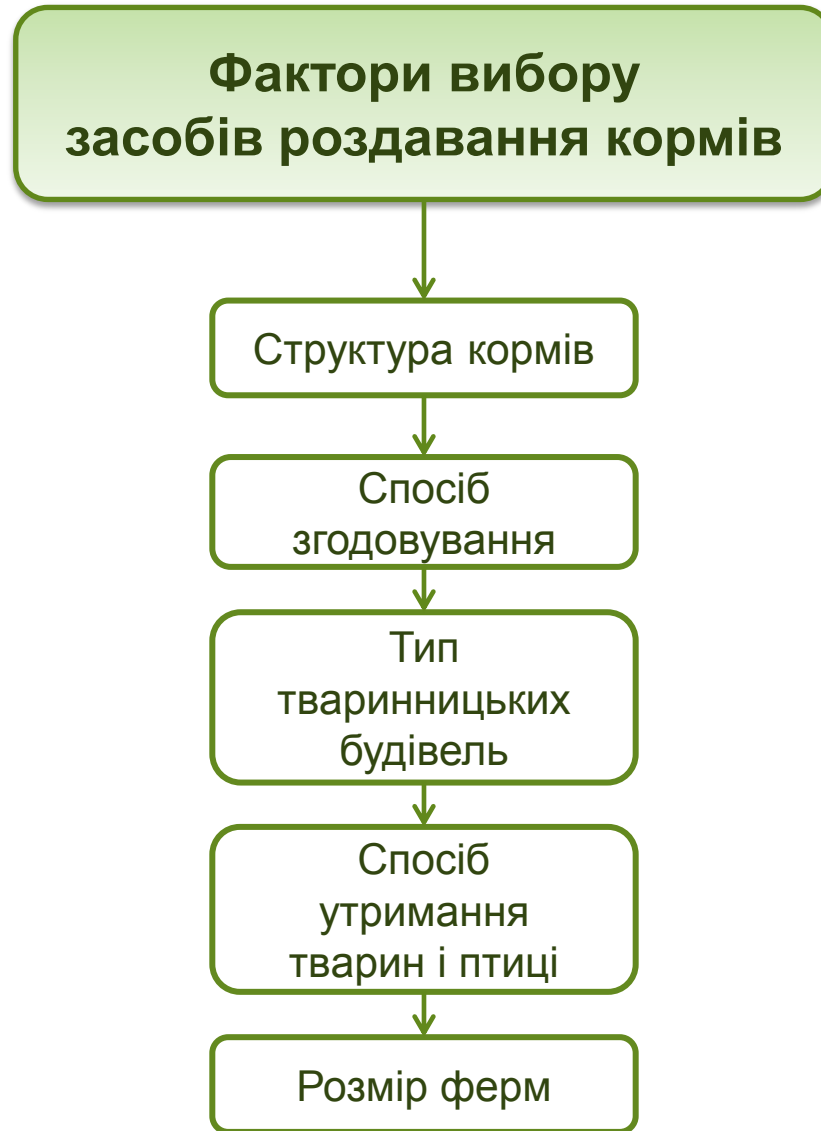 Фактори вибору
засобів роздавання кормів
Структура кормів
Спосіб
згодовування
Тип
тваринницьких
будівель
Спосіб
утримання
тварин і птиці
Розмір ферм